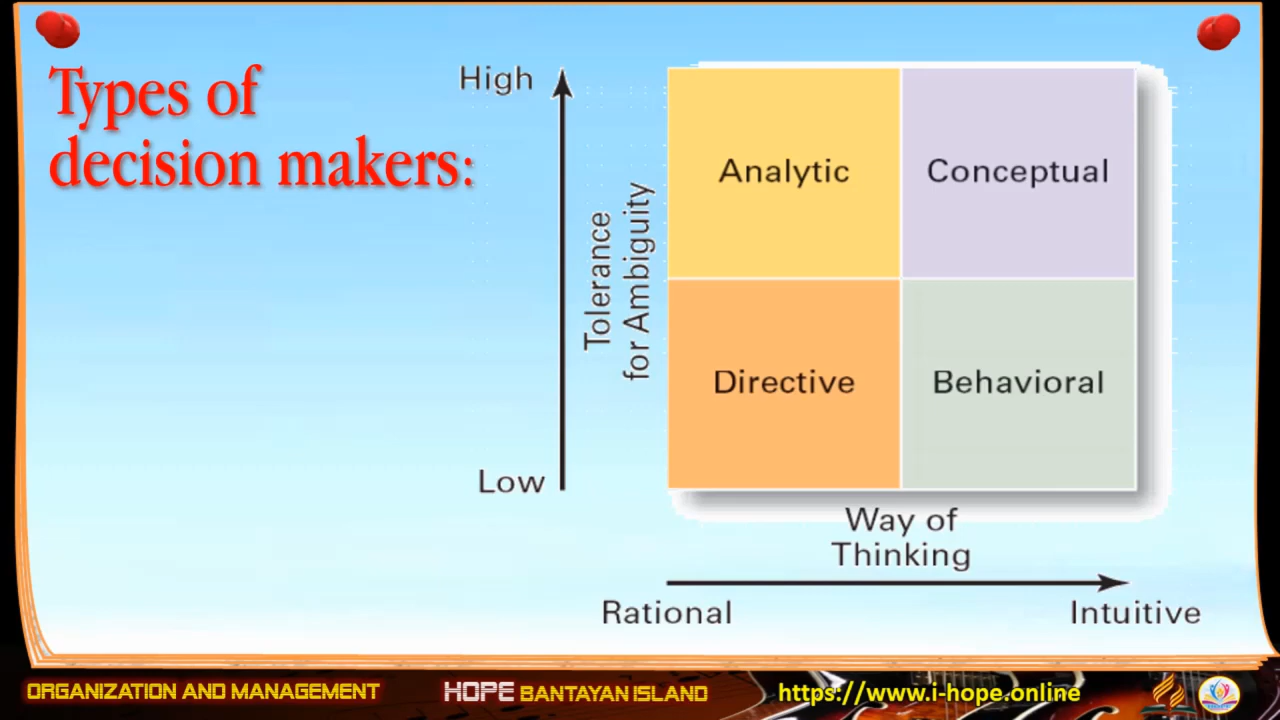 Types of
decision makers:
High
Tolerance
for Ambiguity
Low
Analytic
Conceptual
Directive
Behavioral
Way of
Thinking
Rational
Intuitive
ORGANIZATION AND MANAGEMENT
HOPE BANTAYAN ISLAND
https://www.i-hope.online